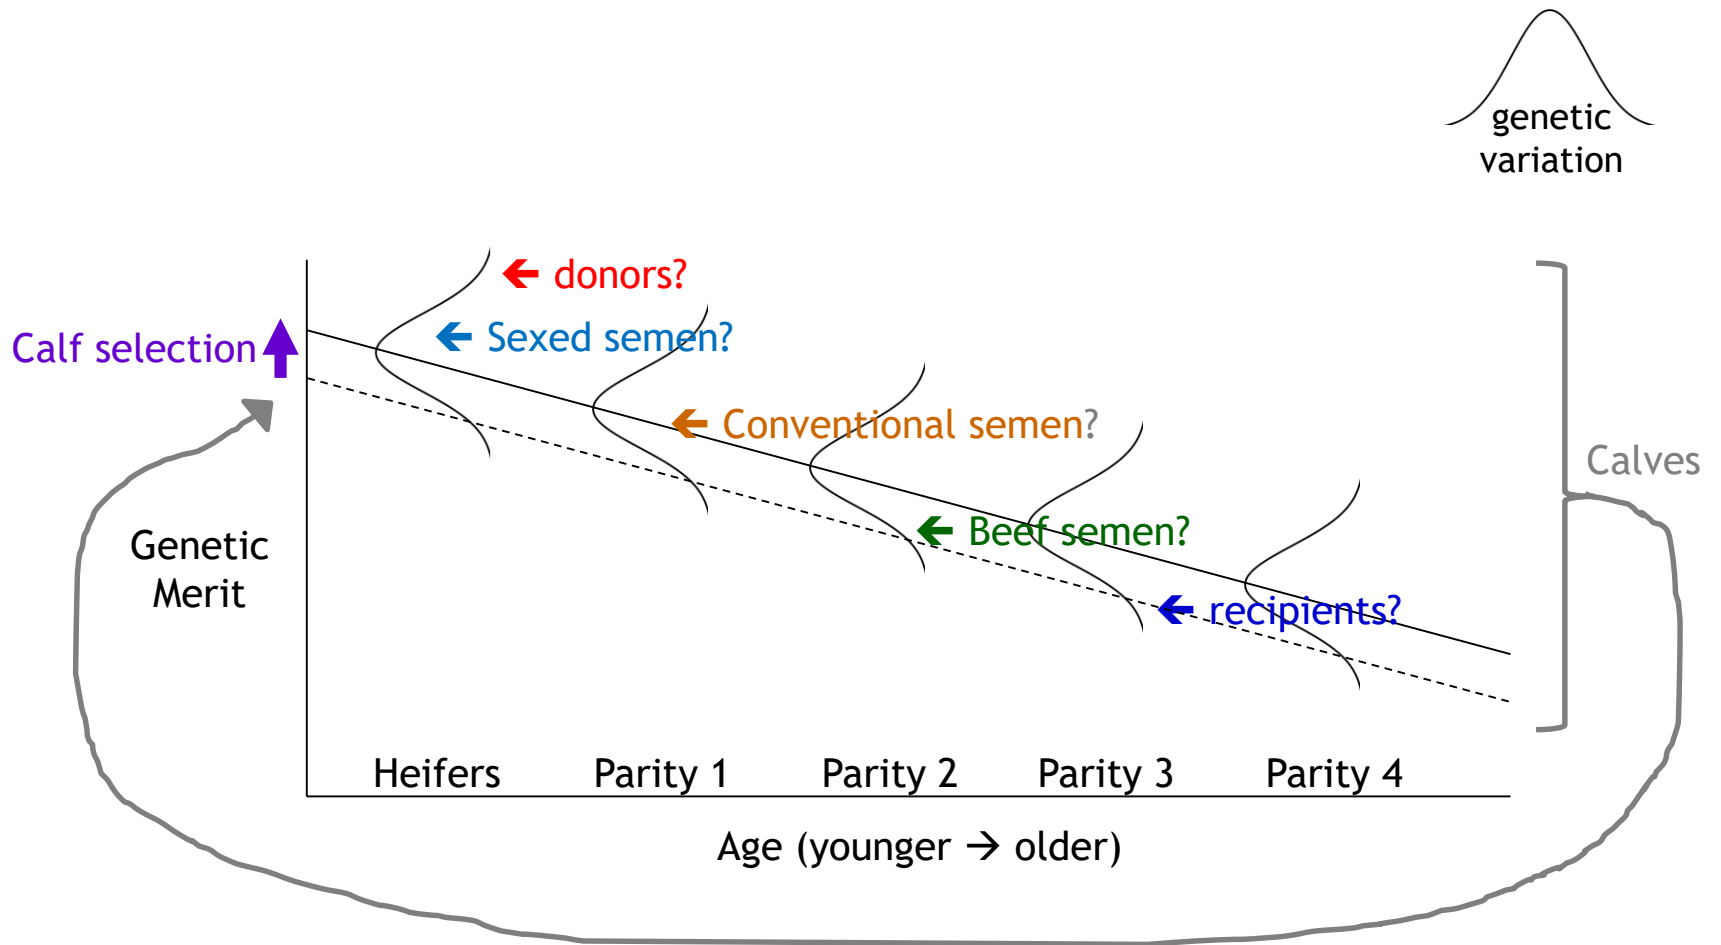 genetic
variation
← donors?
Calf selection
← Sexed semen?
← Conventional semen?
Calves
Genetic
Merit
← Beef semen?
← recipients?
Heifers
Parity 1
Parity 2
Parity 3
Parity 4
Age (younger → older)